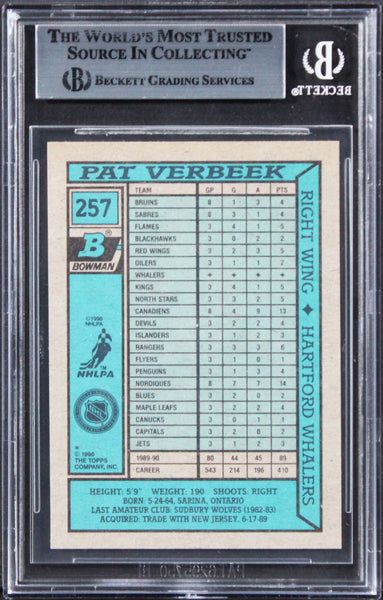 THE WORLD'S MOST TRUSTED
SOURCE IN COLLECTING™
B BECKETT GRADING SERVICES
B
BECKETT
PAT VERBEEK
257
B
BOWMAN
©1990
NHLPA
NHLPA™
NHL
*
© 1990
THE TOPPS
COMPANY, INC.
TEAM GP G A PTS
BRUINS 8 1 3 4
SABRES 8 3 1 4
FLAMES 3 4 1 5
BLACKHAWKS 3 0 2 2
RED WINGS 3 2 3 5
OILERS 3 1 1 2
WHALERS + + + +
KINGS 4 1 4 5
NORTH STARS 3 2 1 3
CANADIENS 8 4 9 13
DEVILS 3 2 2 4
ISLANDERS 3 1 2 3
RANGERS 3 3 3 6
FLYERS 3 1 0 1
PENGUINS 3 1 3 4
NORDIQUES 8 7 7 14
BLUES 3 2 0 2
MAPLE LEAFS 3 2 2 4
CANUCKS 3 1 0 1
CAPITALS 3 2 0 2
JETS 3 3 1 4
1989-90 80 44 45 89
CAREER 543 214 196 410
RIGHT WING ✦ HARTFORD WHALERS
HEIGHT: 5'9" WEIGHT: 190 SHOOTS: RIGHT
BORN: 5-24-64, SARINA, ONTARIO
LAST AMATEUR CLUB: SUDBURY WOLVES (1982-83)
ACQUIRED: TRADE WITH NEW JERSEY, 6-17-89